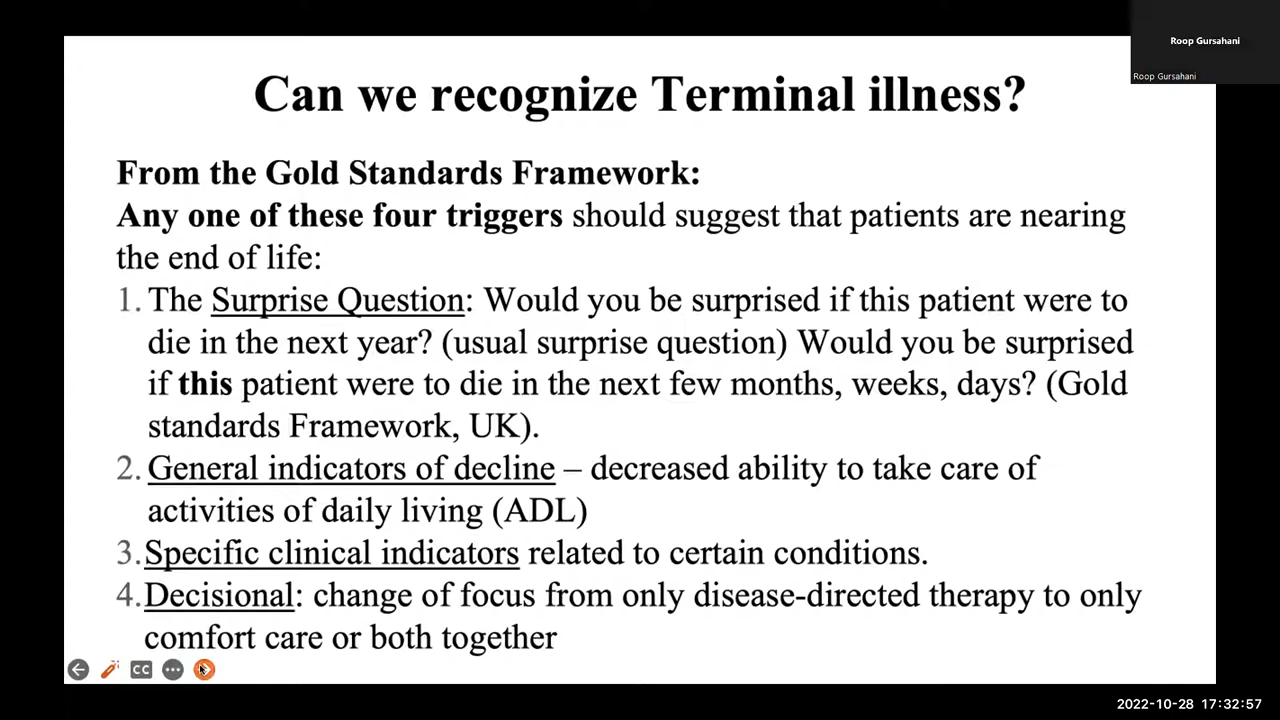 Roop Gursahani
Roop Gursahani
Can we recognize Terminal illness?
From the Gold Standards Framework:
Any one of these four triggers should suggest that patients are nearing
the end of life:
1. The Surprise Question: Would you be surprised if this patient were to
die in the next year? (usual surprise question) Would you be surprised
if this patient were to die in the next few months, weeks, days? (Gold
standards Framework, UK).
2. General indicators of decline – decreased ability to take care of
activities of daily living (ADL)
3. Specific clinical indicators related to certain conditions.
4. Decisional: change of focus from only disease-directed therapy to only
comfort care or both together
CC
2022-10-28 17:32:57